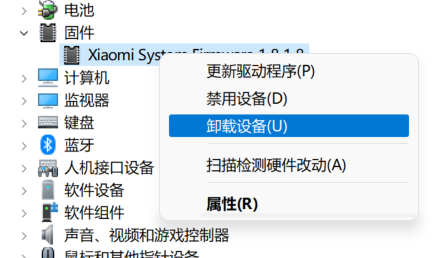 电池
固件
Xiaomi System Firmware 1.8.1.8
更新驱动程序(P)
计算机
禁用设备(D)
监视器
卸载设备(U)
键盘
蓝牙
扫描检测硬件改动(A)
人机接口设备
软件设备
属性(R)
软件组件
声音、视频和游戏控制器
鼠标和其他指针设备